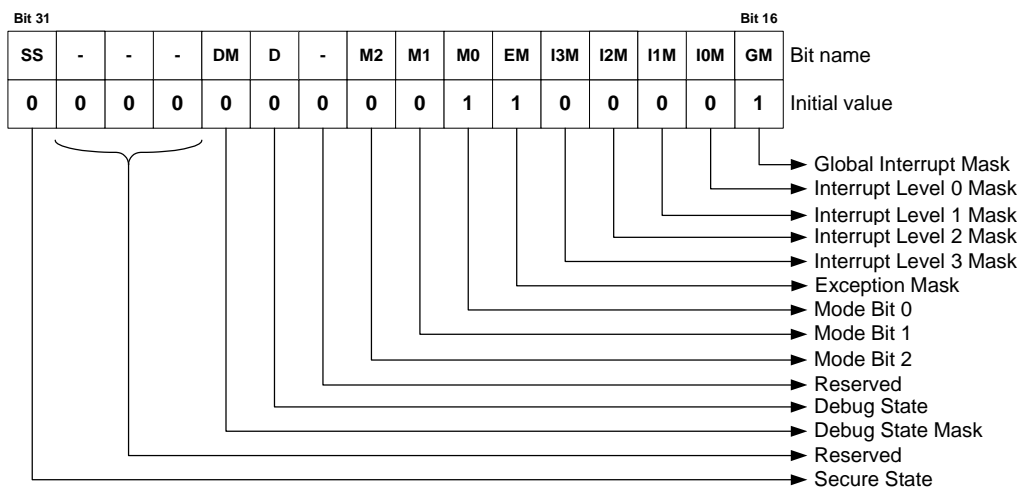 Bit 31 Bit 16
SS - - - DM D - M2 M1 M0 EM I3M I2M I1M I0M GM Bit name
0 0 0 0 0 0 0 0 0 1 1 0 0 0 0 1 Initial value
Global Interrupt Mask
Interrupt Level 0 Mask
Interrupt Level 1 Mask
Interrupt Level 2 Mask
Interrupt Level 3 Mask
Exception Mask
Mode Bit 0
Mode Bit 1
Mode Bit 2
Reserved
Debug State
Debug State Mask
Reserved
Secure State